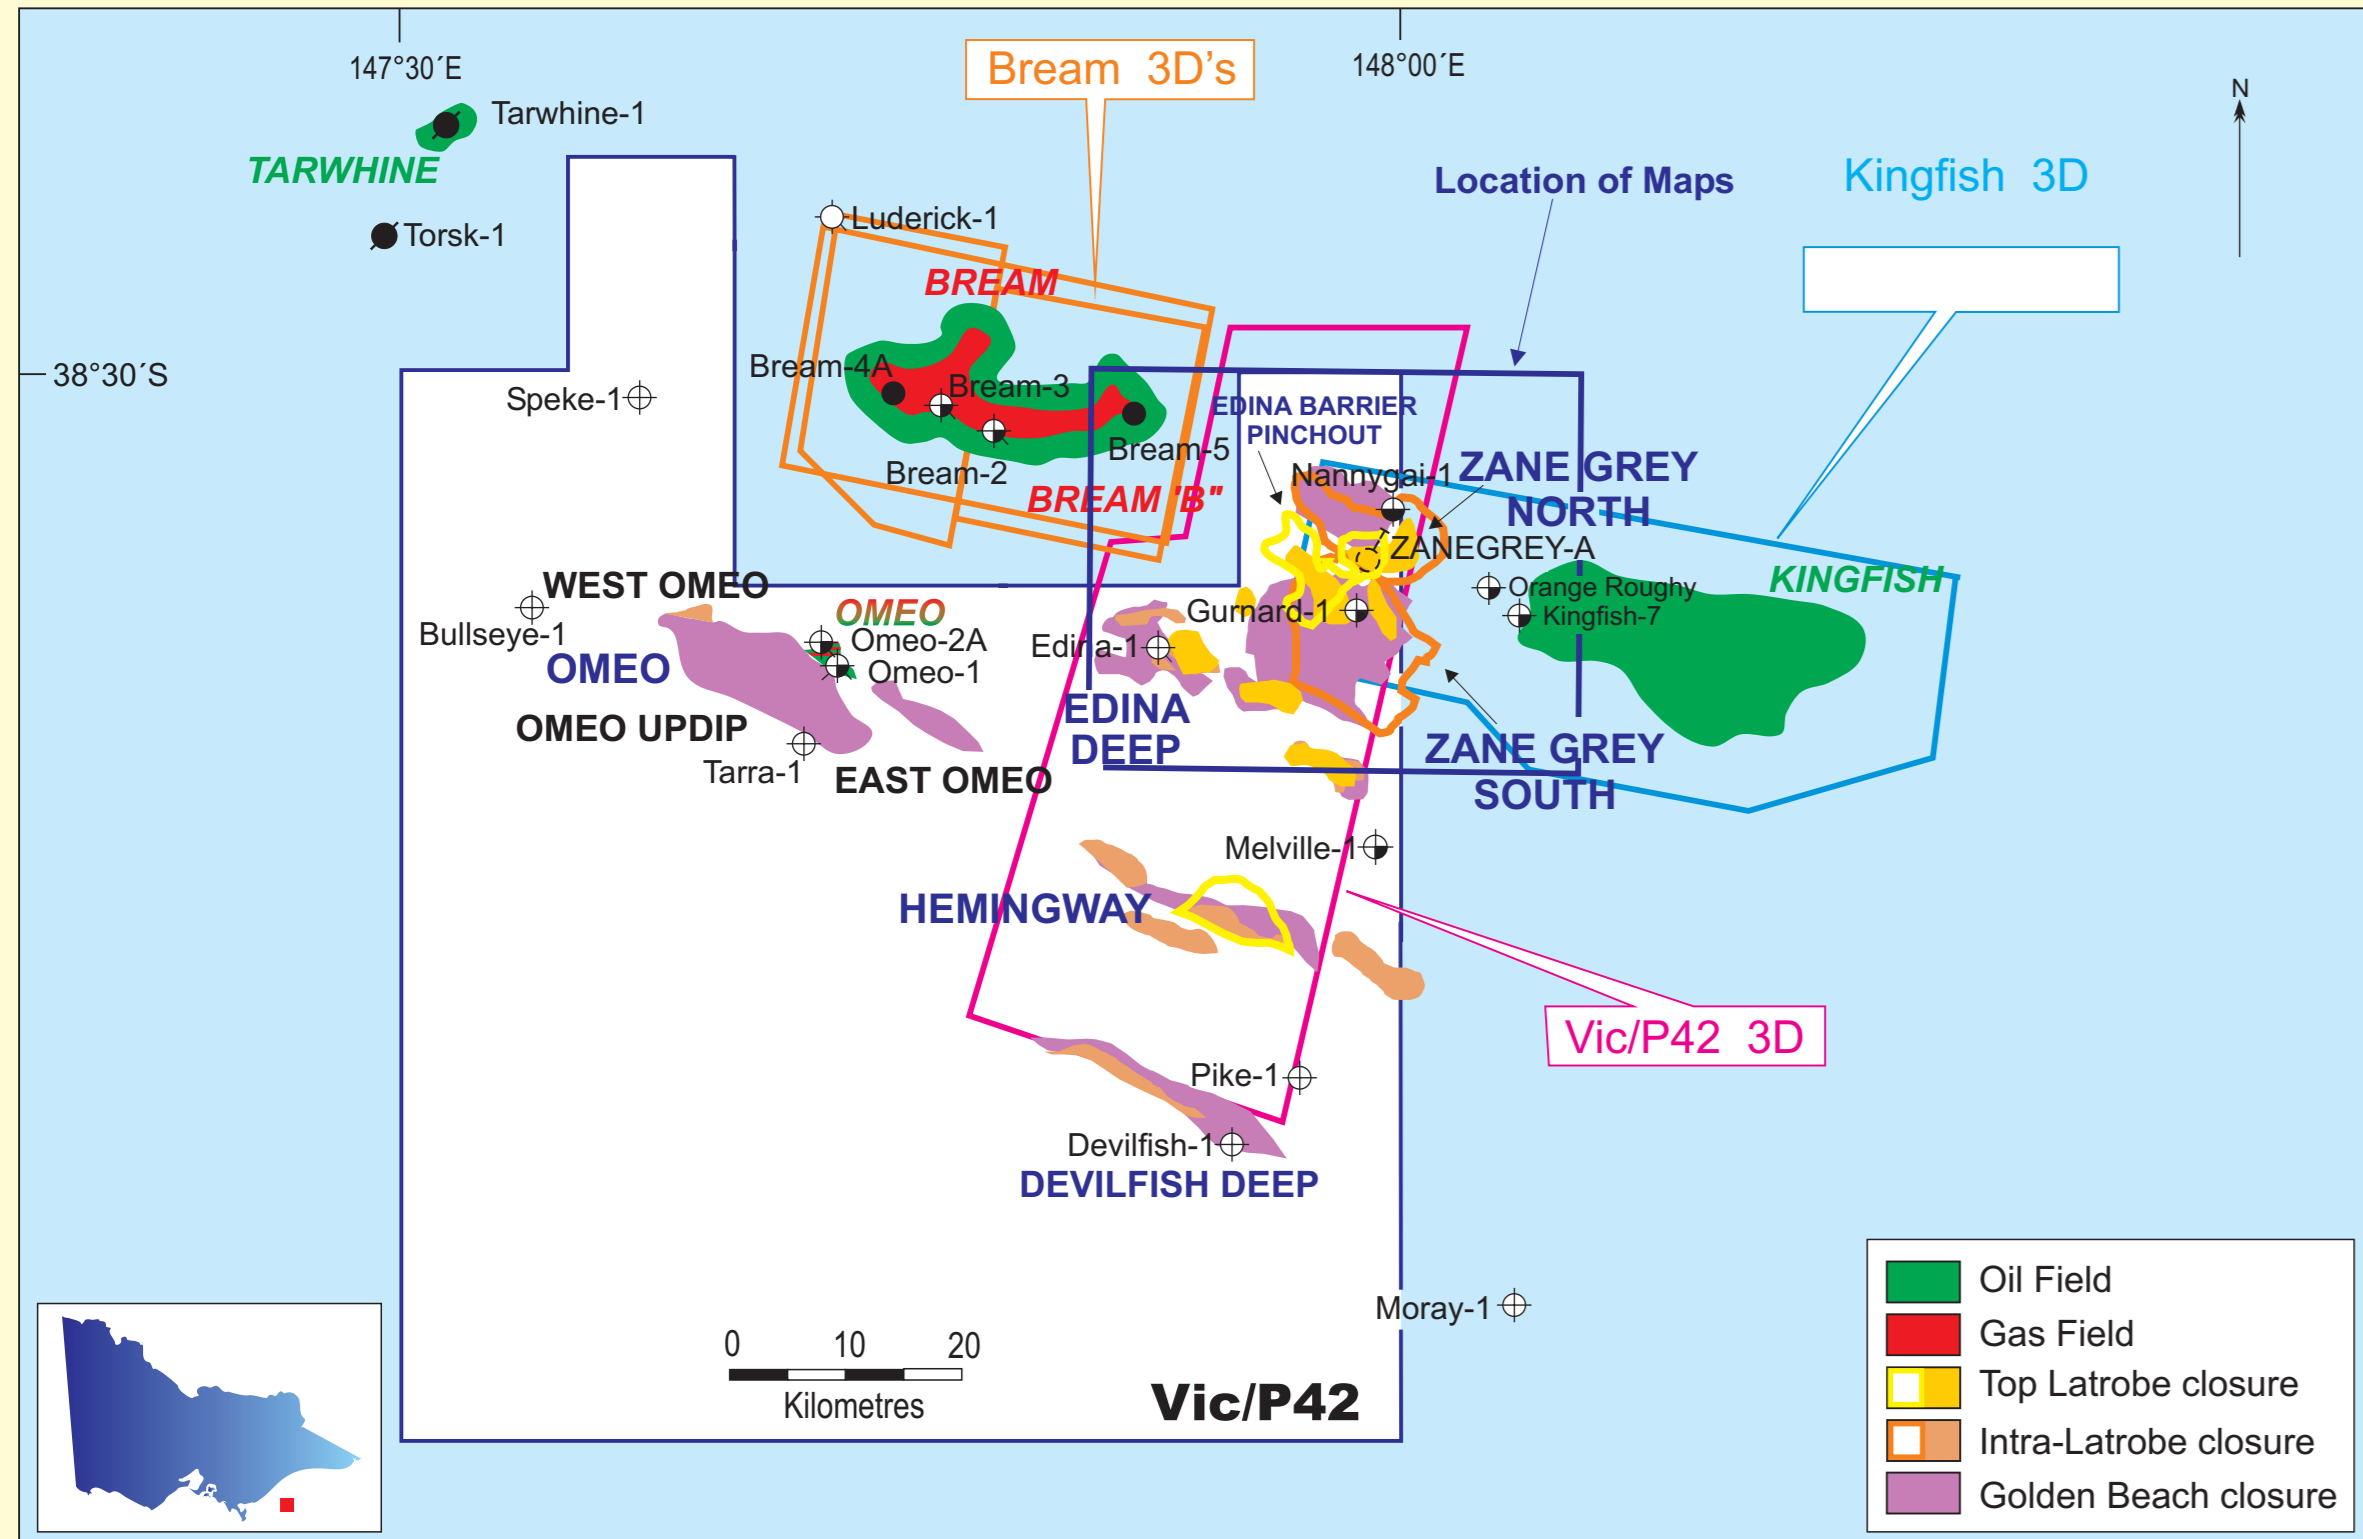 147°30´E
148°00´E
Bream 3D's
N
Tarwhine-1
TARWHINE
Location of Maps
Kingfish 3D
Luderick-1
Torsk-1
BREAM
38°30´S
Bream-4A
Bream-3
Speke-1
EDINA BARRIER
PINCHOUT
Bream-5
Bream-2
Nannygai-1
ZANE GREY
NORTH
BREAM 'B"
ZANEGREY-A
WEST OMEO
Orange Roughy
KINGFISH
Kingfish-7
OMEO
Gurnard-1
Bullseye-1
Omeo-2A
Edina-1
OMEO
Omeo-1
EDINA
DEEP
OMEO UPDIP
Tarra-1
EAST OMEO
ZANE GREY
SOUTH
Melville-1
HEMINGWAY
Vic/P42 3D
Pike-1
Devilfish-1
DEVILFISH DEEP
Moray-1
0 10 20
Kilometres
Vic/P42
Oil Field
Gas Field
Top Latrobe closure
Intra-Latrobe closure
Golden Beach closure